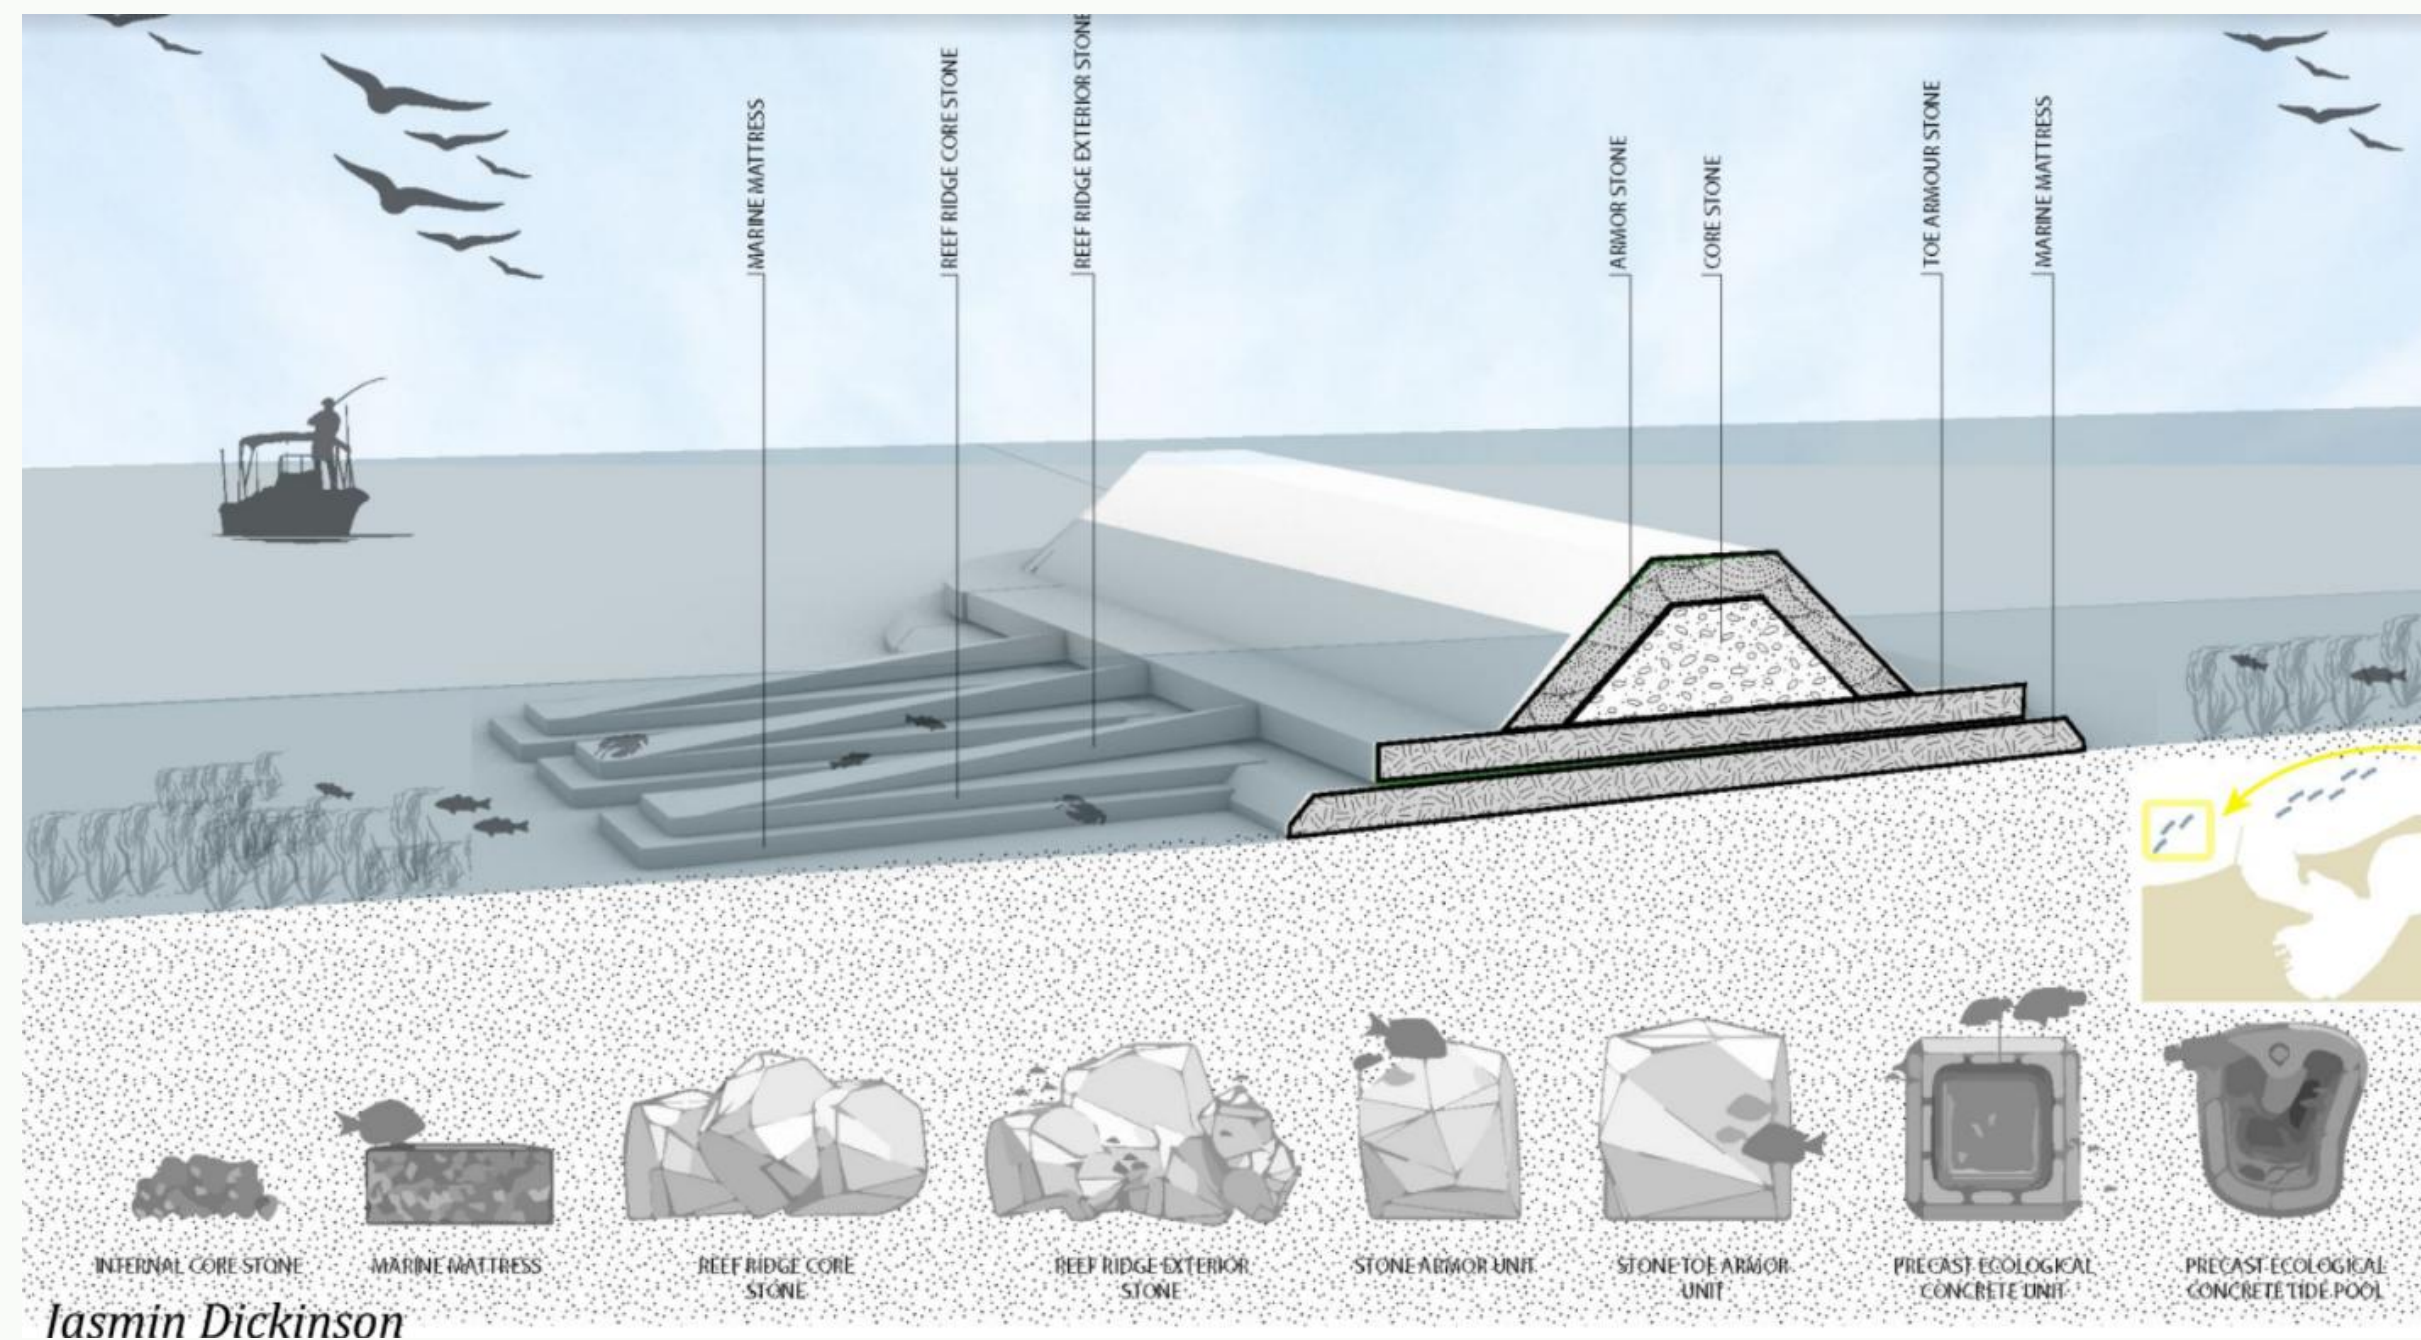 MARINE MATTRESS
REEF RIDGE CORE STONE
REEF RIDGE EXTERIOR STONE
ARMOR STONE
CORE STONE
TOE ARMOUR STONE
MARINE MATTRESS
INTERNAL CORE STONE
MARINE MATTRESS
REEF RIDGE CORE
STONE
REEF RIDGE EXTERIOR
STONE
STONE ARMOR UNIT
STONE TOE ARMOR
UNIT
PRECAST ECOLOGICAL
CONCRETE UNIT
PRECAST ECOLOGICAL
CONCRETE TIDE POOL
Jasmin Dickinson